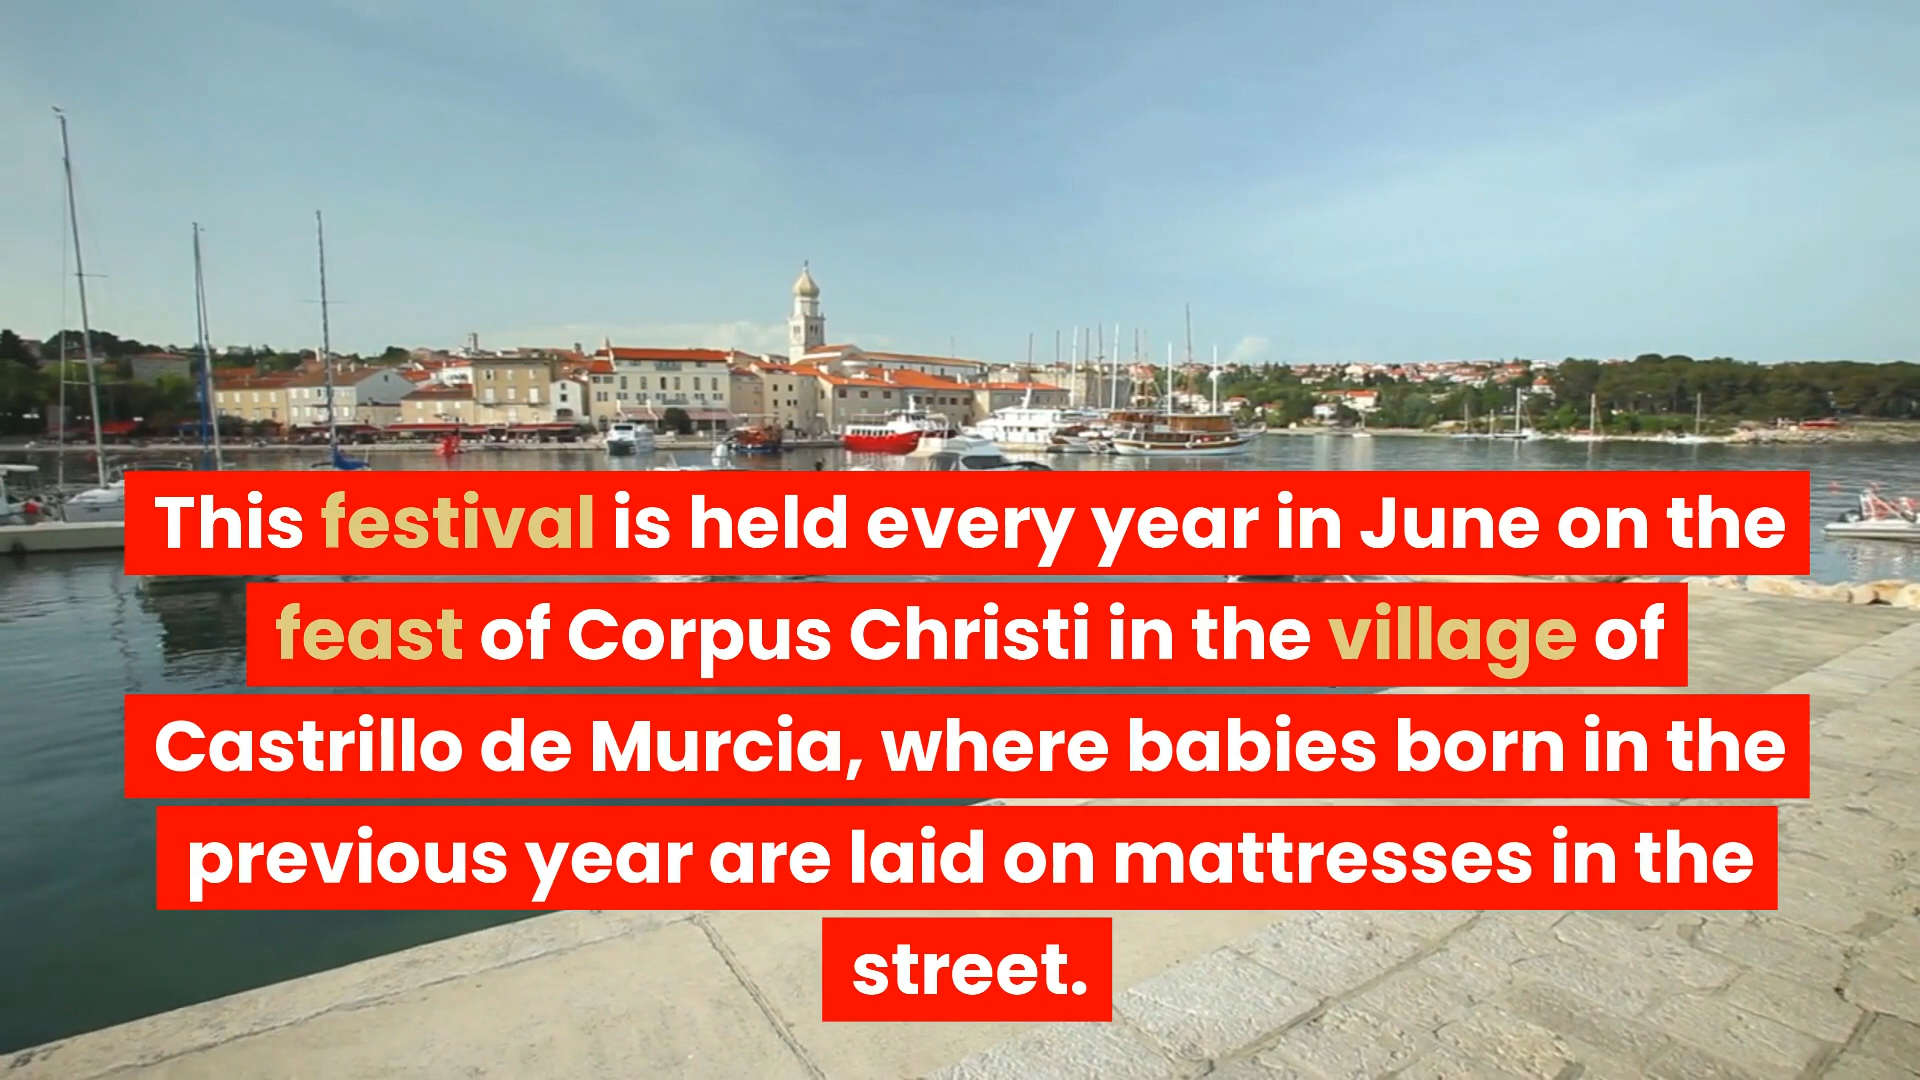 This festival is held every year in June on the
feast of Corpus Christi in the village of
Castrillo de Murcia, where babies born in the
previous year are laid on mattresses in the
street.